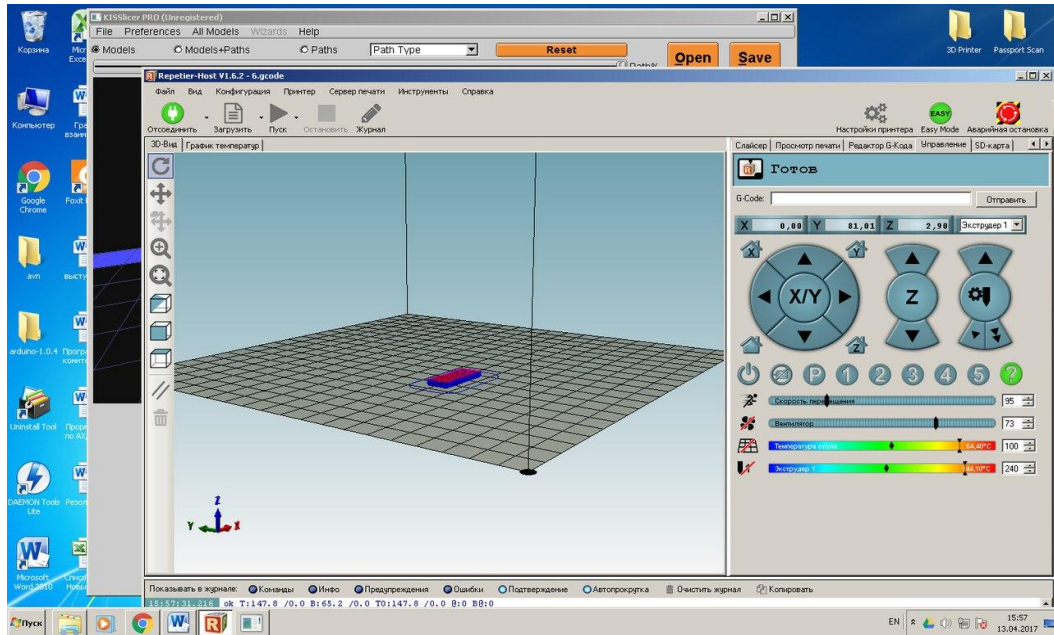 Корзина
3D Printer
Passport Scan
Компьютер
Google Chrome
avn
arduino-1.0.4
Uninstall Tool
DAEMON Tools Lite
Microsoft Word 2010
KISSlicer PRO (Unregistered)
File Preferences All Models Wizards Help
Models Models+Paths Paths Path Type Reset
Open Save
Repetier-Host V1.6.2 - 6.gcode
Файл Вид Конфигурация Принтер Сервер печати Инструменты Справка
Отсоединить Загрузить Пуск Остановить Журнал
Настройки принтера Easy Mode Аварийная остановка
EASY
3D-Вид График температур
Слайсер Просмотр печати Редактор G-Кода Управление SD-карта
Готов
G-Code: Отправить
X 0,00 Y 81,01 Z 2,90 Экструдер 1
X Y
X/Y Z
Z
P 1 2 3 4 5 ?
Скорость перемещения 95
Вентилятор 73
Температура стола 64,40°C 100
Экструдер 1 240
Z
Y X
Показывать в журнале: Команды Инфо Предупреждения Ошибки Подтверждение Автопрокрутка Очистить журнал Копировать
15:57:31.216 ok T:147.8 /0.0 B:65.2 /0.0 T0:147.8 /0.0 @:0 B@:0
Пуск
EN 15:57
13.04.2017